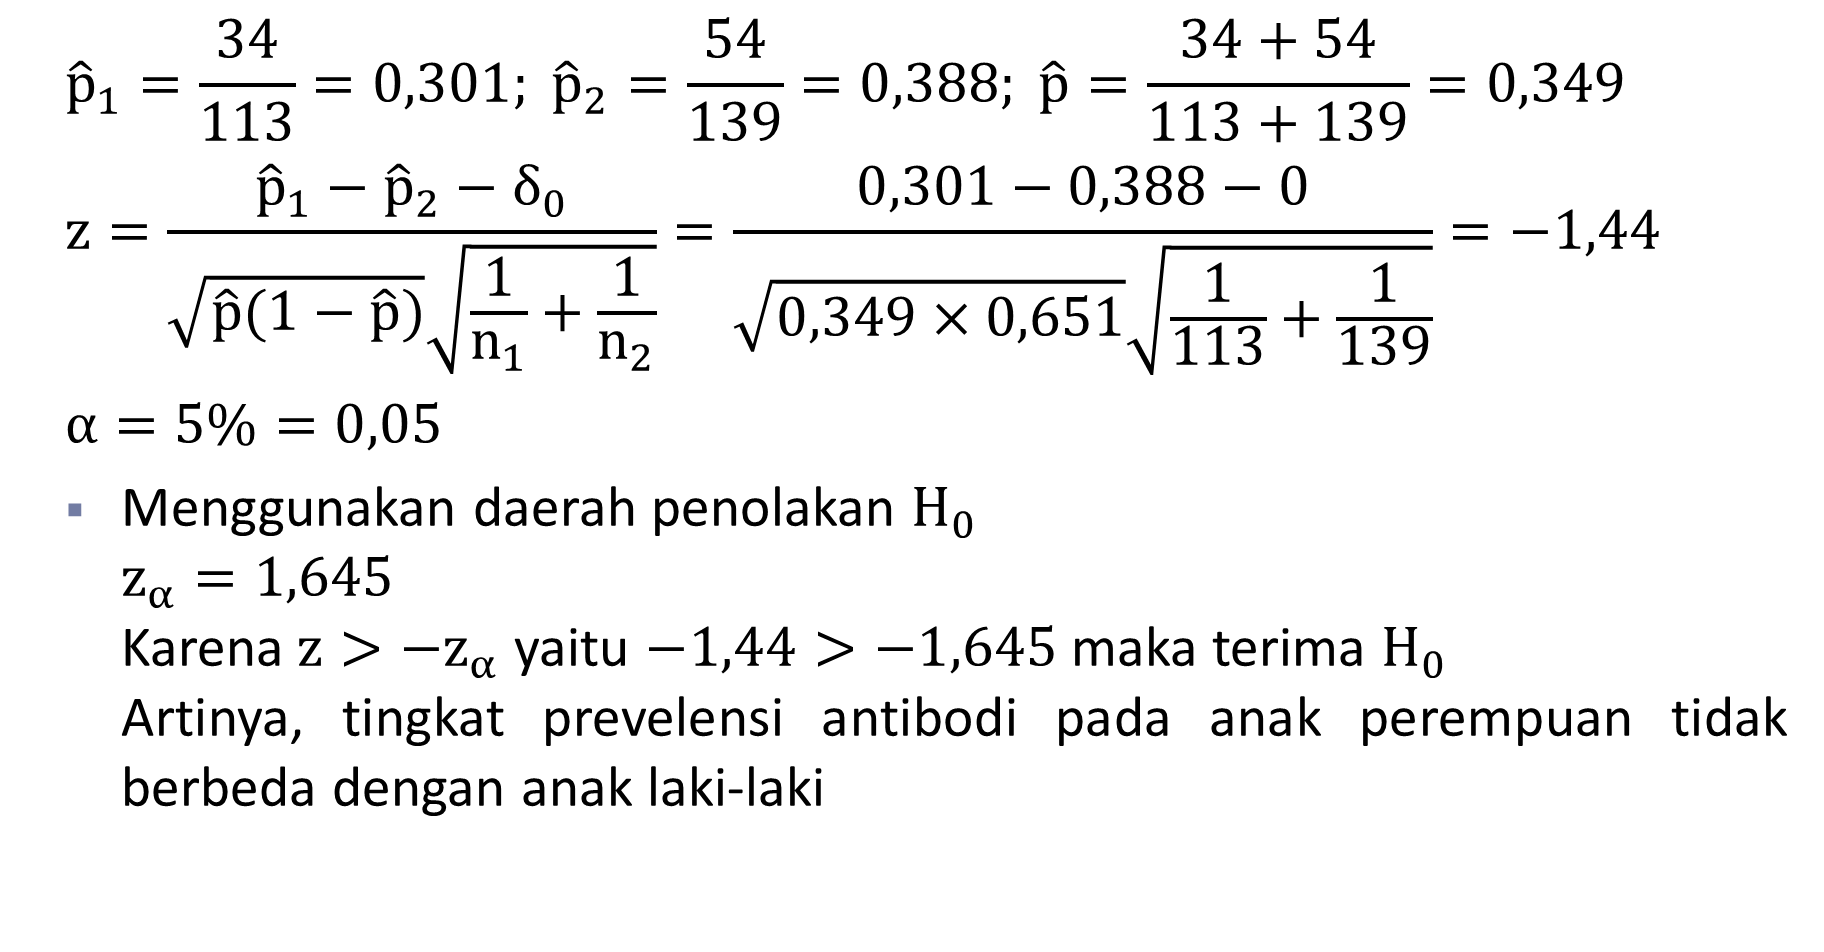 p̂₁ = 34/113 = 0,301; p̂₂ = 54/139 = 0,388; p̂ = (34 + 54)/(113 + 139) = 0,349
z = (p̂₁ − p̂₂ − δ₀)/(√(p̂(1 − p̂)) √(1/n₁ + 1/n₂)) = (0,301 − 0,388 − 0)/(√(0,349 × 0,651) √(1/113 + 1/139)) = −1,44
α = 5% = 0,05
▪ Menggunakan daerah penolakan H₀
z_α = 1,645
Karena z > −z_α yaitu −1,44 > −1,645 maka terima H₀
Artinya, tingkat prevelensi antibodi pada anak perempuan tidak
berbeda dengan anak laki-laki